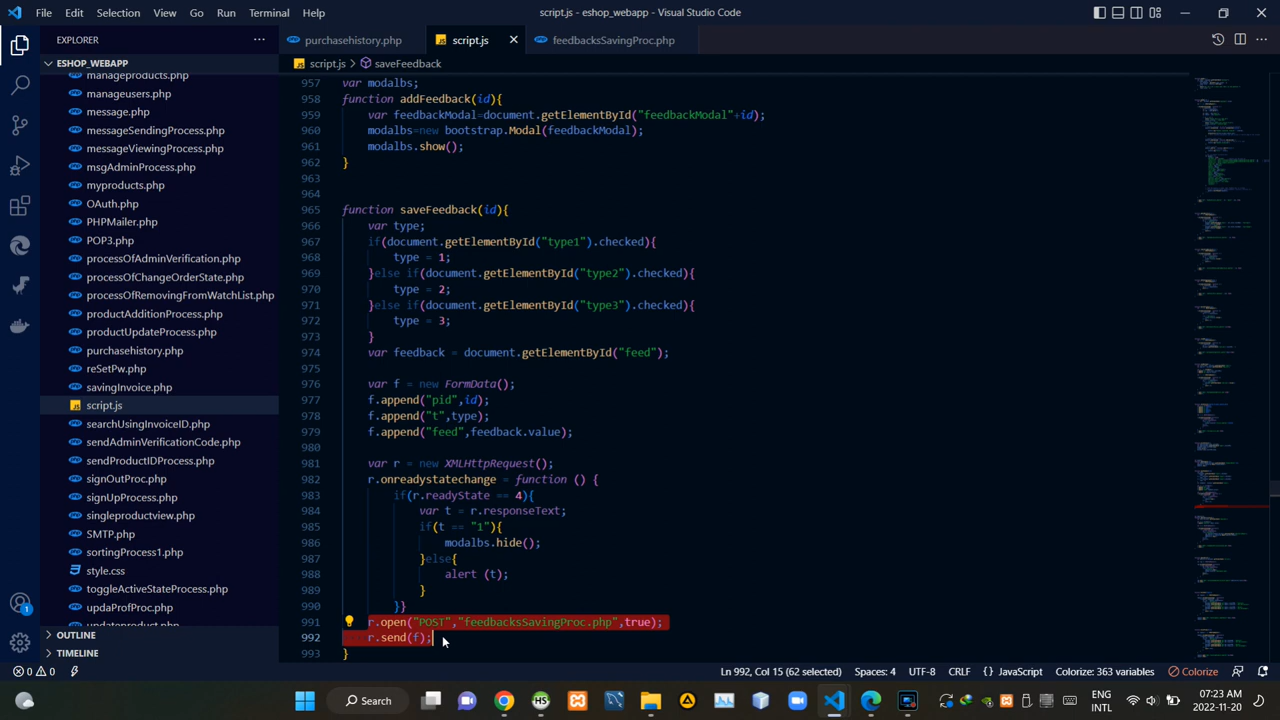 File Edit Selection View Go Run Terminal Help script.js - eshop_webapp - Visual Studio Code
EXPLORER
purchasehistory.php script.js feedbacksSavingProc.php
ESHOP_WEBAPP
script.js > saveFeedback
manageproducts.php
manageusers.php
message.php
messageSendingProcess.php
messageViewingProcess.php
msgAdminProcess.php
myproducts.php
OAuth.php
PHPMailer.php
POP3.php
processOfAdminVerification.php
processOfChangeOrderState.php
processOfRemovingFromWatchList.php
productAdditionProcess.php
productUpdateProcess.php
purchasehistory.php
reSetPw.php
savingInvoice.php
script.js
searchUsingInvoiceID.php
sendAdminVerificationCode.php
sendProductIDProcess.php
signOutProc.php
signUpProcess.php
singleproductview.php
SMTP.php
sortingProcess1.php
style.css
toggleActiveStateProcess.php
updaProfProc.php
OUTLINE
TIMELINE
957 var modalbs;
958 function addFeedback(id){
959 var feedbackModal = document.getElementById("feedbackModal"+id);
960 modalbs=new bootstrap.Modal(feedbackModal);
961 modalbs.show();
962 }
963
964
965 function saveFeedback(id){
966 var type;
967 if(document.getElementById("type1").checked){
968 type = 1;
969 }else if(document.getElementById("type2").checked){
970 type = 2;
971 }else if(document.getElementById("type3").checked){
972 type = 3;
973 }
974 var feedback = document.getElementById("feed");
975
976 var f = new FormData();
977 f.append("pid",id);
978 f.append("t",type);
979 f.append("feed",feedback.value);
980
981 var r = new XMLHttpRequest();
982 r.onreadystatechange = function () {
983 if(r.readyState == 4){
984 var t = r.responseText;
985 if(t == "1"){
986 modalbs.hide();
987 }else{
988 alert(t);
989 }
990 }}
991 r.open("POST","feedbacksSavingProc.php",true);
992 r.send(f);
993 }
1
0 0 Ln 992, Col 15 (61 selected) Spaces: 4 UTF-8 CRLF {} JavaScript Colorize: 363 variables Colorize
Search
ENG
INTL
07:23 AM
2022-11-20